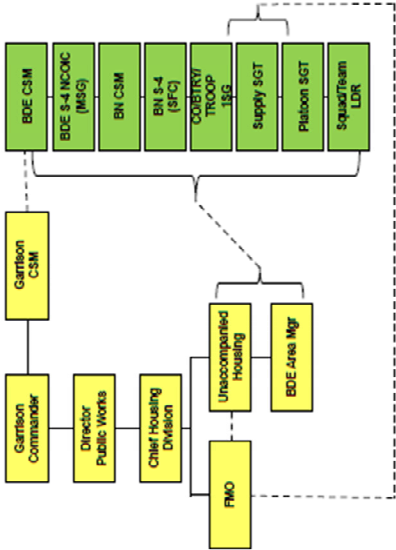 Garrison
Commander
Garrison
CSM
Director
Public Works
Chief Housing
Division
FMO
Unaccompanied
Housing
BDE Area Mgr
BDE CSM
BDE S-4 NCOIC
(MSG)
BN CSM
BN S-4
(SFC)
CO/BTRY/
TROOP
1SG
Supply SGT
Platoon SGT
Squad/Team
LDR